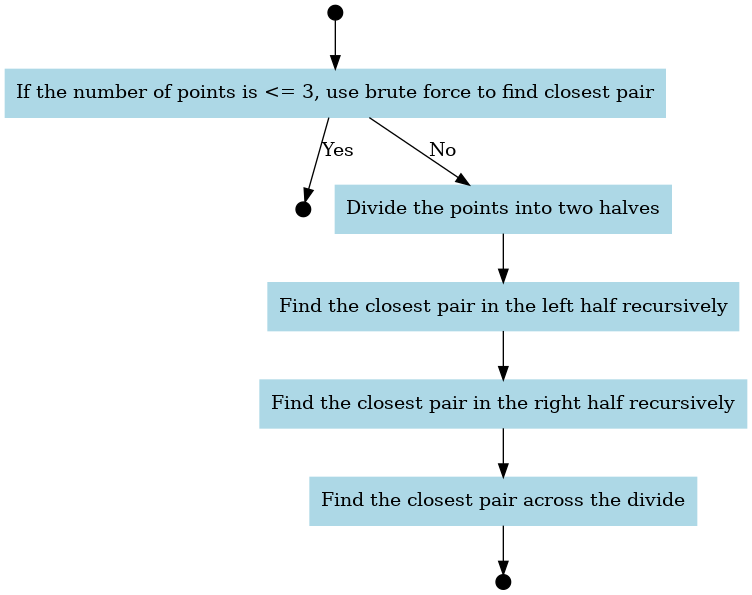 If the number of points is <= 3, use brute force to find closest pair
Yes
No
Divide the points into two halves
Find the closest pair in the left half recursively
Find the closest pair in the right half recursively
Find the closest pair across the divide